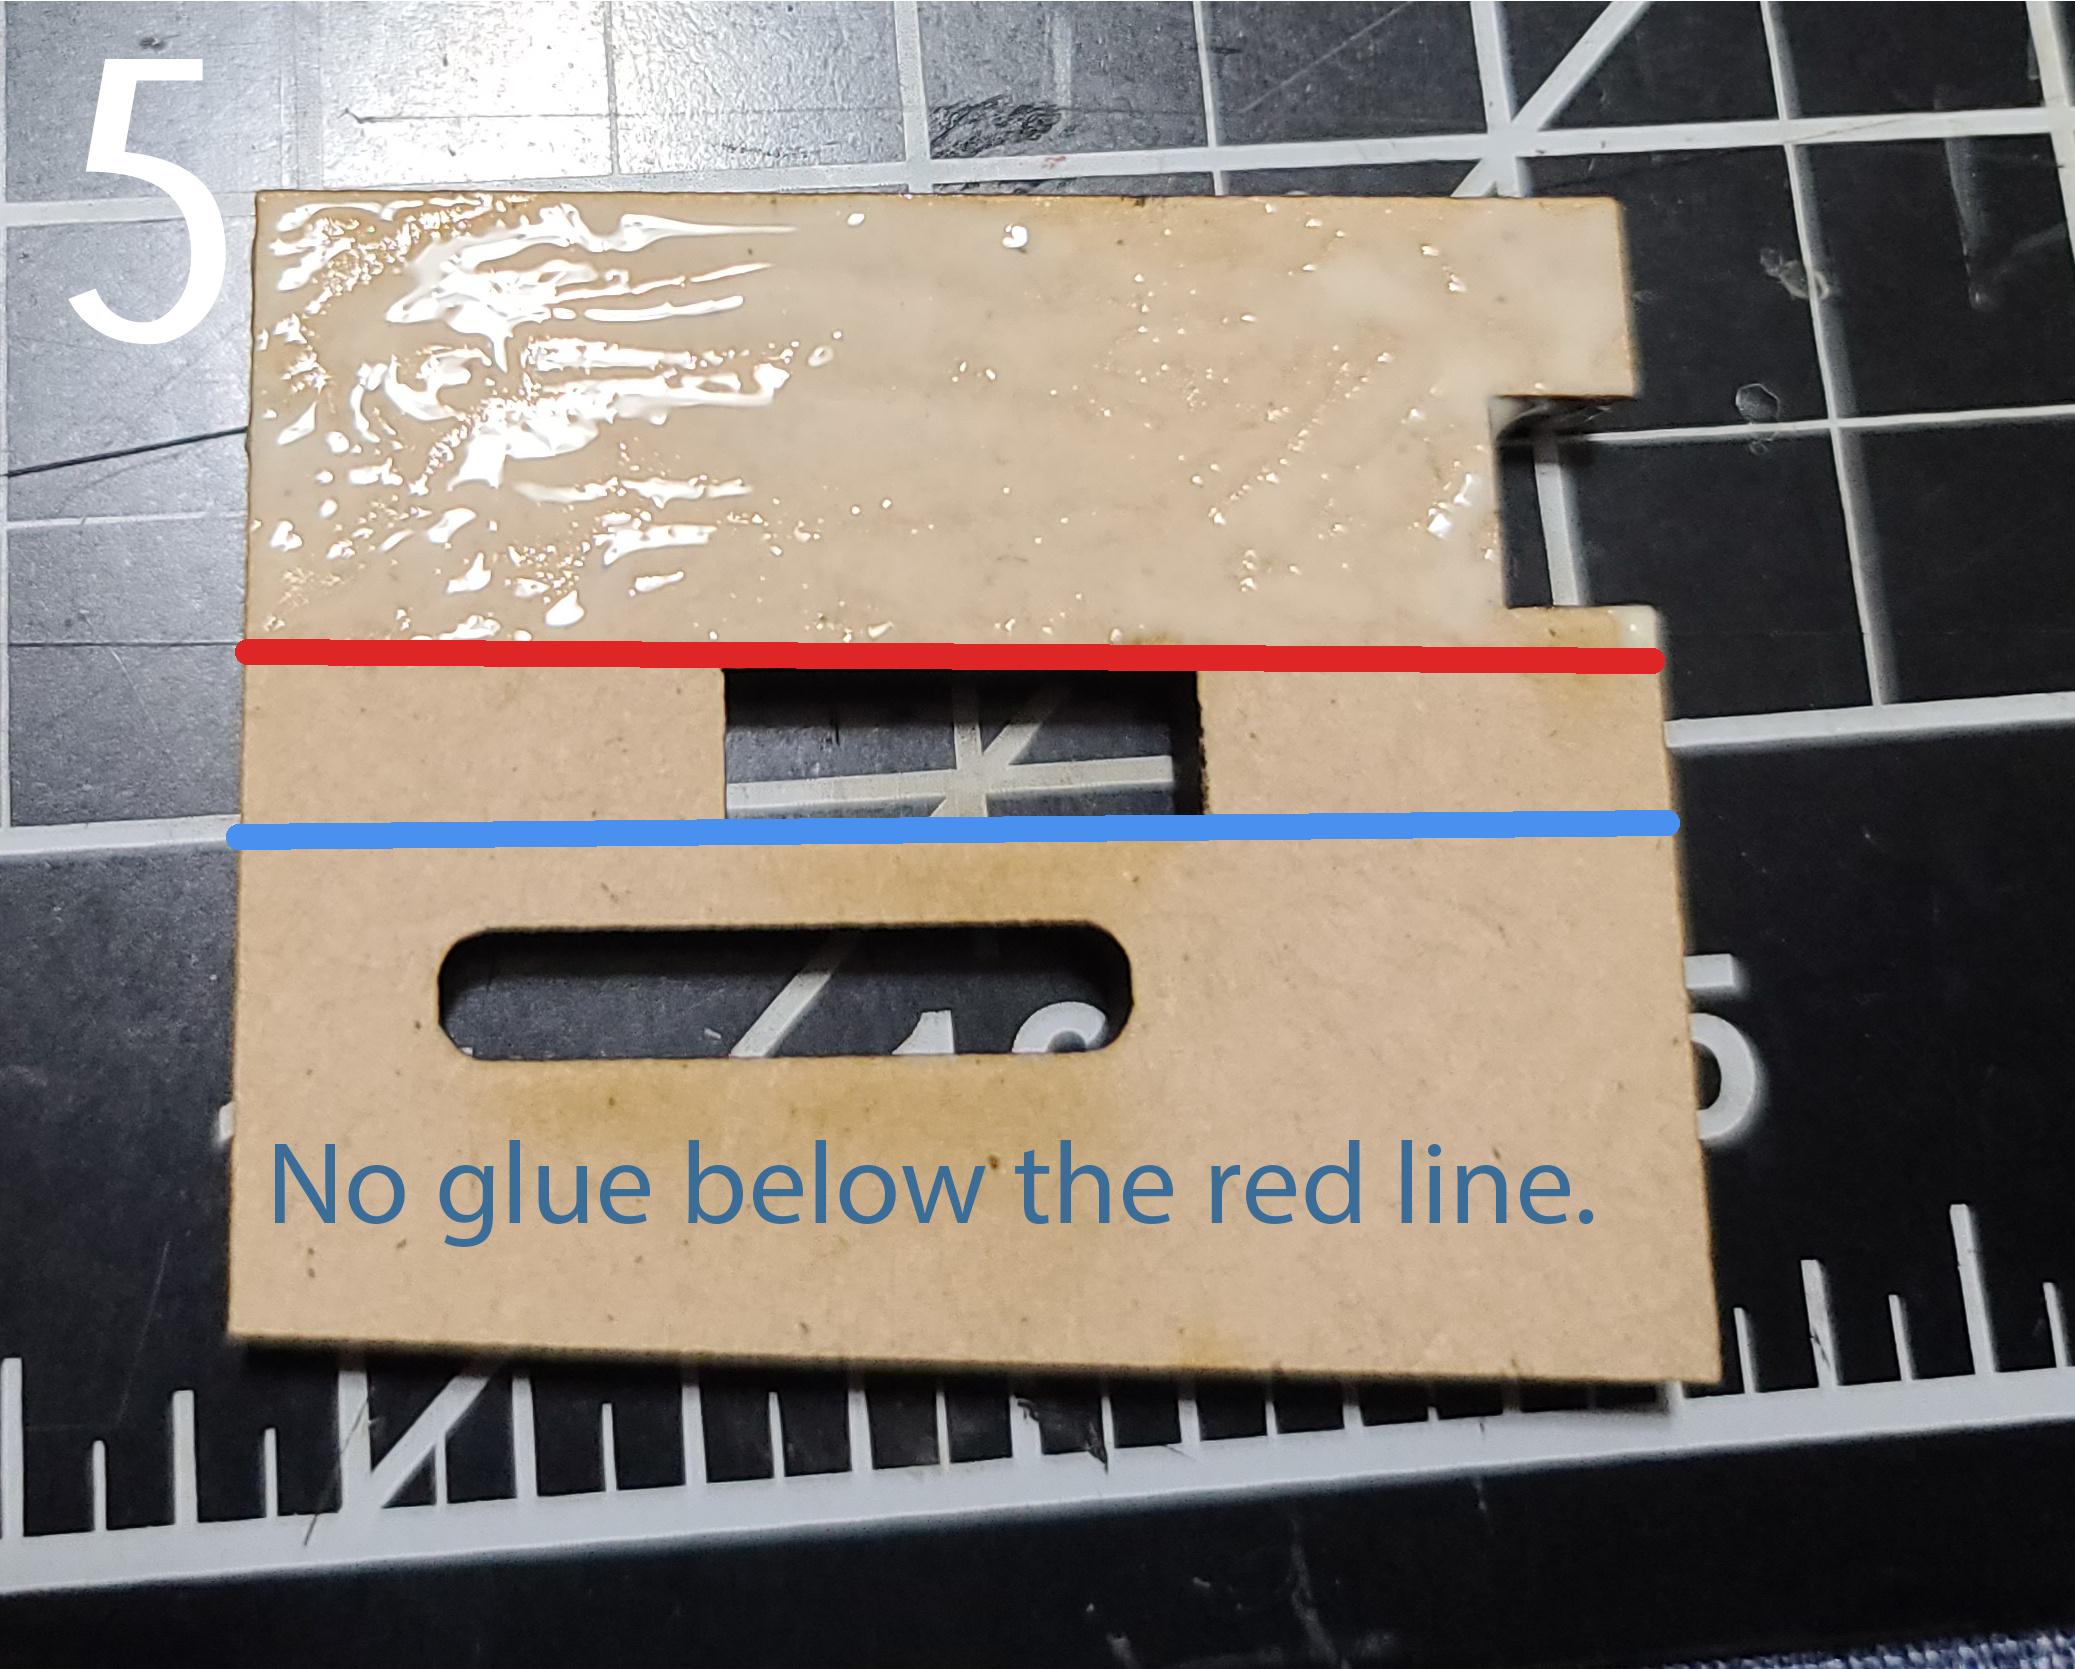 5
No glue below the red line.